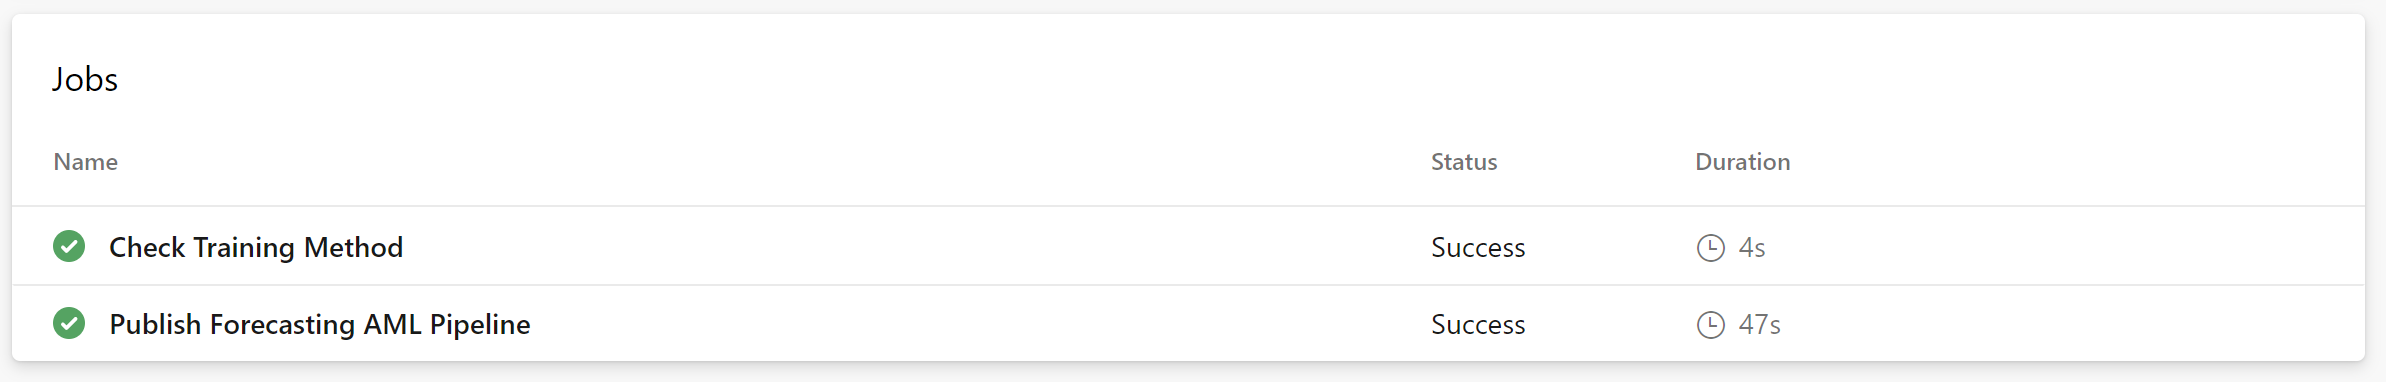 Jobs
Name Status Duration
Check Training Method Success 4s
Publish Forecasting AML Pipeline Success 47s